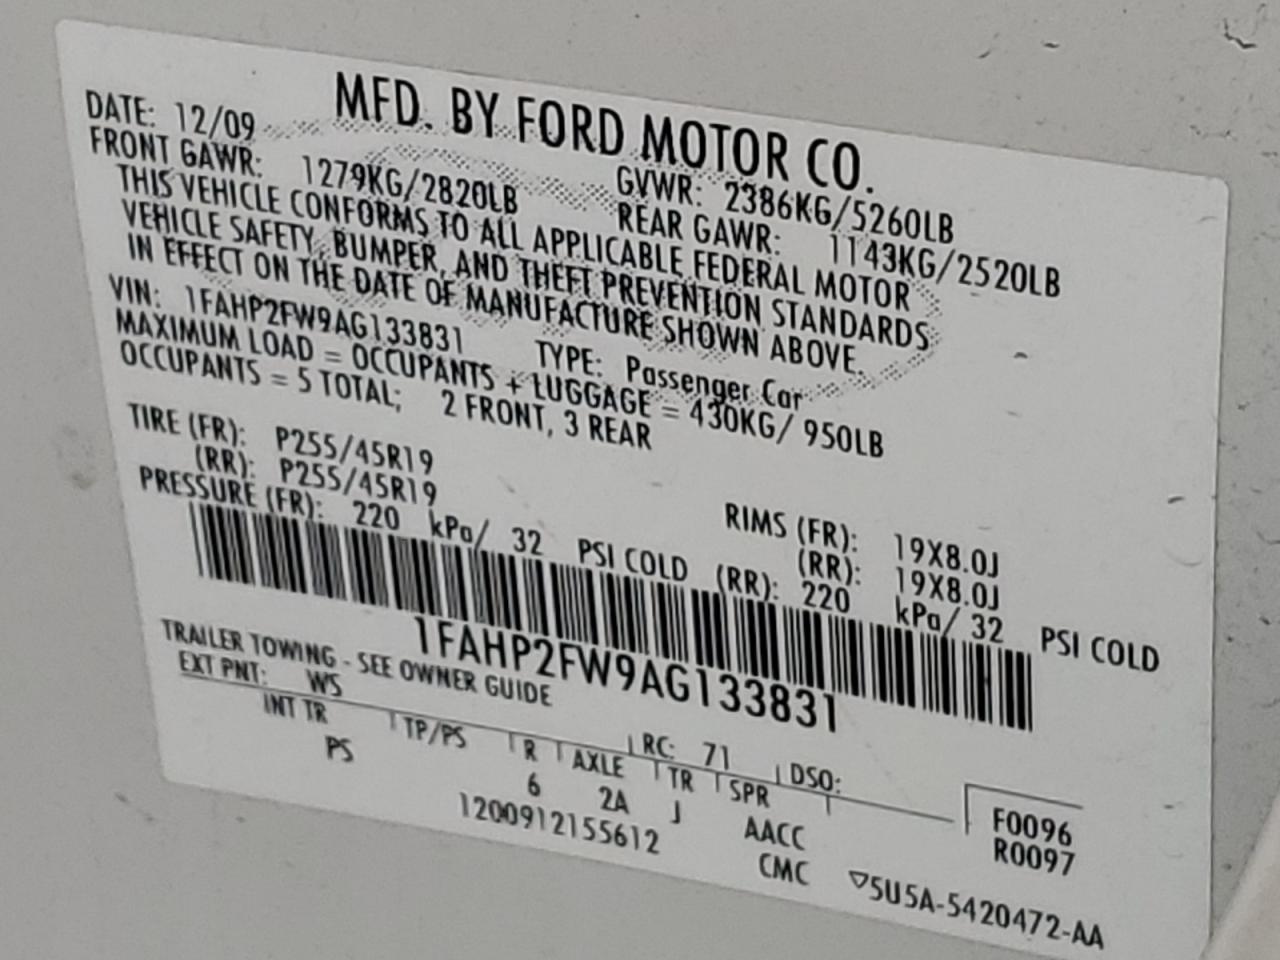 MFD. BY FORD MOTOR CO.
DATE: 12/09 GVWR: 2386KG/5260LB
FRONT GAWR: 1279KG/2820LB REAR GAWR: 1143KG/2520LB
THIS VEHICLE CONFORMS TO ALL APPLICABLE FEDERAL MOTOR
VEHICLE SAFETY, BUMPER, AND THEFT PREVENTION STANDARDS
IN EFFECT ON THE DATE OF MANUFACTURE SHOWN ABOVE.
VIN: 1FAHP2FW9AG133831 TYPE: Passenger Car
MAXIMUM LOAD = OCCUPANTS + LUGGAGE = 430KG/ 950LB
OCCUPANTS = 5 TOTAL; 2 FRONT, 3 REAR
TIRE (FR): P255/45R19 RIMS (FR): 19X8.0J
(RR): P255/45R19 (RR): 19X8.0J
PRESSURE (FR): 220 kPa/ 32 PSI COLD (RR): 220 kPa/ 32 PSI COLD
1FAHP2FW9AG133831
TRAILER TOWING - SEE OWNER GUIDE
EXT PNT: WS RC: 71 DSO:
INT TR TP/PS R AXLE TR SPR F0096
PS 6 2A J AACC R0097
1200912155612 CMC ▽5U5A-5420472-AA